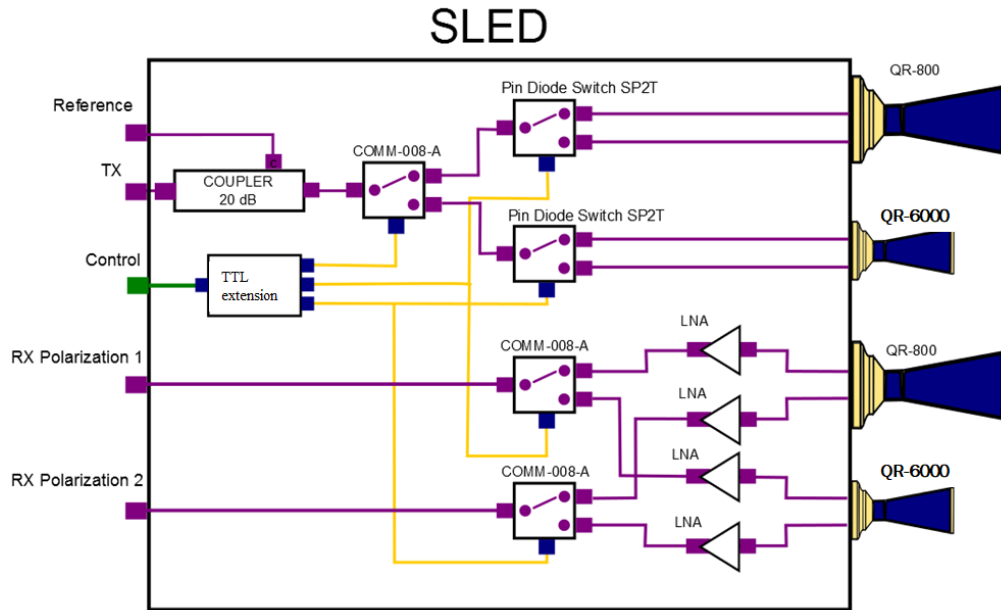 SLED
QR-800
Pin Diode Switch SP2T
Reference
COMM-008-A
TX
C
COUPLER
20 dB
Pin Diode Switch SP2T
QR-6000
Control
TTL
extension
LNA
RX Polarization 1
COMM-008-A
QR-800
LNA
LNA
RX Polarization 2
COMM-008-A
QR-6000
LNA